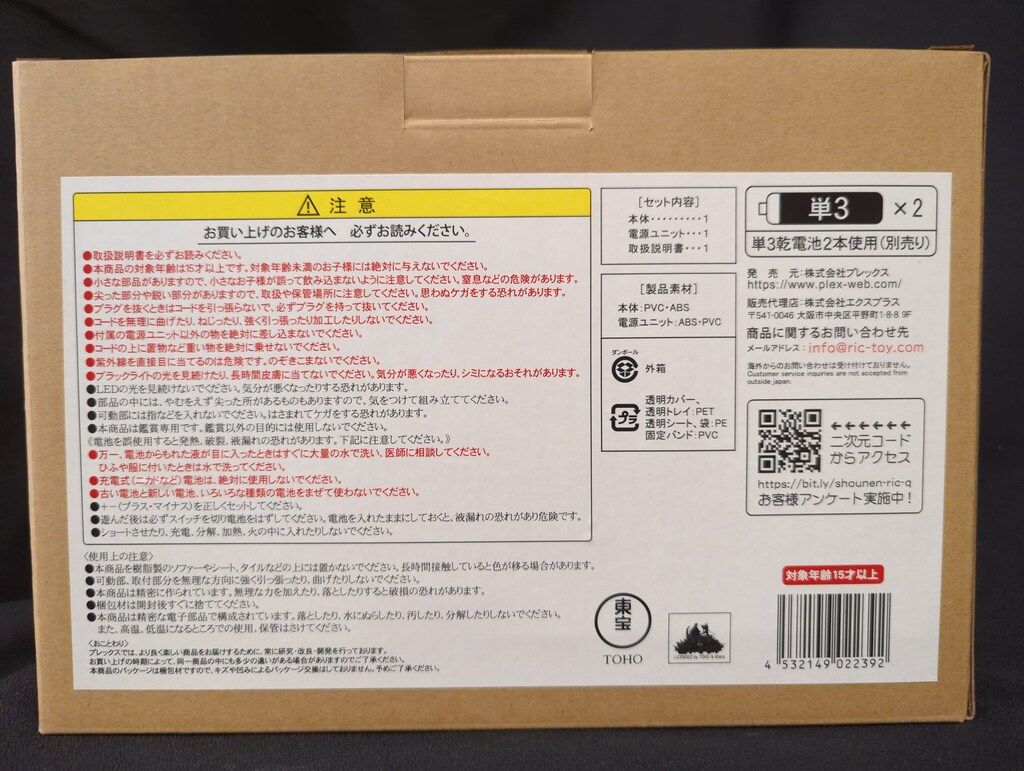 ⚠ 注意
お買い上げのお客様へ 必ずお読みください。
●取扱説明書を必ずお読みください。
●本商品の対象年齢は15才以上です。対象年齢未満のお子様には絶対に与えないでください。
●小さな部品がありますので、小さなお子様が誤って飲み込まないように注意してください。窒息などの危険があります。
●尖った部分や鋭い部分がありますので、取扱や保管場所に注意してください。思わぬケガをする恐れがあります。
●プラグを抜くときはコードを引っ張らないで、必ずプラグを持って抜いてください。
●コードを無理に曲げたり、ねじったり、強く引っ張ったり加工したりしないでください。
●付属の電源ユニット以外の物を絶対に差し込まないでください。
●コードの上に置物など重い物を絶対に乗せないでください。
●紫外線を直接目に当てるのは危険です。のぞきこまないでください。
●ブラックライトの光を見続けたり、長時間皮膚に当てないでください。気分が悪くなったり、シミになるおそれがあります。
●LEDの光を見続けないでください。気分が悪くなったりする恐れがあります。
●部品の中には、やむをえず尖った所があるものもありますので、気をつけて組み立ててください。
●可動部には指などを入れないでください。はさまれてケガをする恐れがあります。
●本商品は鑑賞専用です。鑑賞以外の目的には使用しないでください。
《電池を誤使用すると発熱、破裂、液漏れの恐れがあります。下記に注意してください。》
●万一、電池からもれた液が目に入ったときはすぐに大量の水で洗い、医師に相談してください。
ひふや服に付いたときは水で洗ってください。
●充電式(ニカドなど)電池は、絶対に使用しないでください。
●古い電池と新しい電池、いろいろな種類の電池をまぜて使わないでください。
●+-(プラス・マイナス)を正しくセットしてください。
●遊んだ後は必ずスイッチを切り電池をはずしてください。電池を入れたままにしておくと、液漏れの恐れがあり危険です。
●ショートさせたり、充電、分解、加熱、火の中に入れたりしないでください。
〈使用上の注意〉
●本商品を樹脂製のソファーやシート、タイルなどの上には置かないでください。長時間接触していると色が移る場合があります。
●可動部、取付部分を無理な方向に強く引っ張ったり、曲げたりしないでください。
●本商品は精密に作られています。無理な力を加えたり、落としたりすると破損の恐れがあります。
●梱包材は開封後すぐに捨ててください。
●本商品は精密な電子部品で構成されています。落としたり、水にぬらしたり、汚したり、分解したりしないでください。
また、高温、低温になるところでの使用、保管はさけてください。
〈おことわり〉
プレックスでは、より良く楽しい商品をお届けするために、常に研究・改良・開発を行っております。
お買い上げの時期によって、同一商品の中にも多少の違いがある場合がありますのでご了承ください。
本商品のパッケージは梱包材ですので、キズや凹みによるパッケージ交換はしておりません。予めご了承ください。
[セット内容]
本体・・・・・・・・・1
電源ユニット・・・1
取扱説明書・・・1
[製品素材]
本体:PVC・ABS
電源ユニット:ABS・PVC
ダンボール
外箱
プラ
透明カバー、
透明トレイ:PET
透明シート、袋:PE
固定バンド:PVC
単3 ×2
単3乾電池2本使用(別売り)
発売元:株式会社プレックス
https://www.plex-web.com/
販売代理店:株式会社エクスプラス
〒541-0046 大阪市中央区平野町1-8-8 9F
商品に関するお問い合わせ先
メールアドレス:info@ric-toy.com
海外からのお問い合わせは受け付けておりません。
Customer service inquiries are not accepted from
outside japan.
←←←←←←
二次元コード
からアクセス
https://bit.ly/shounen-ric-q
お客様アンケート実施中!
対象年齢15才以上
東宝
TOHO
LICENSED by TOHO & khara
4 532149 022392